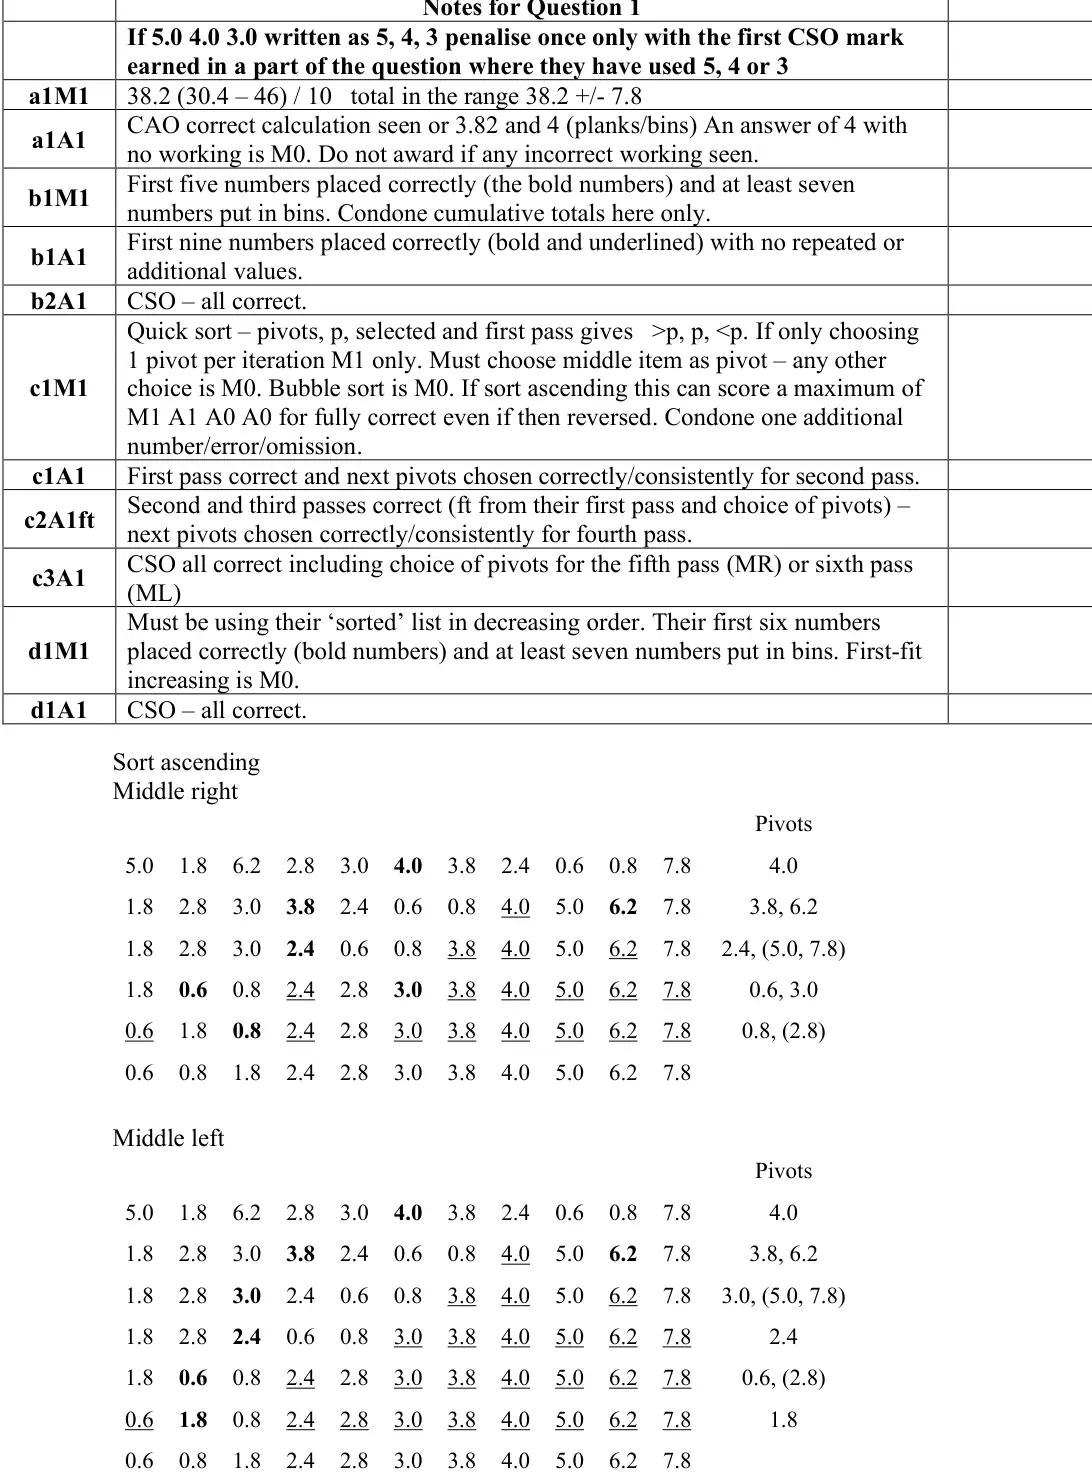 Notes for Question 1
If 5.0 4.0 3.0 written as 5, 4, 3 penalise once only with the first CSO mark
earned in a part of the question where they have used 5, 4 or 3
a1M1 38.2 (30.4 – 46) / 10 total in the range 38.2 +/- 7.8
a1A1 CAO correct calculation seen or 3.82 and 4 (planks/bins) An answer of 4 with
no working is M0. Do not award if any incorrect working seen.
b1M1 First five numbers placed correctly (the bold numbers) and at least seven
numbers put in bins. Condone cumulative totals here only.
b1A1 First nine numbers placed correctly (bold and underlined) with no repeated or
additional values.
b2A1 CSO – all correct.
c1M1 Quick sort – pivots, p, selected and first pass gives >p, p, <p. If only choosing
1 pivot per iteration M1 only. Must choose middle item as pivot – any other
choice is M0. Bubble sort is M0. If sort ascending this can score a maximum of
M1 A1 A0 A0 for fully correct even if then reversed. Condone one additional
number/error/omission.
c1A1 First pass correct and next pivots chosen correctly/consistently for second pass.
c2A1ft Second and third passes correct (ft from their first pass and choice of pivots) –
next pivots chosen correctly/consistently for fourth pass.
c3A1 CSO all correct including choice of pivots for the fifth pass (MR) or sixth pass
(ML)
d1M1 Must be using their ‘sorted’ list in decreasing order. Their first six numbers
placed correctly (bold numbers) and at least seven numbers put in bins. First-fit
increasing is M0.
d1A1 CSO – all correct.
Sort ascending
Middle right
Pivots
5.0 1.8 6.2 2.8 3.0 4.0 3.8 2.4 0.6 0.8 7.8 4.0
1.8 2.8 3.0 3.8 2.4 0.6 0.8 4.0 5.0 6.2 7.8 3.8, 6.2
1.8 2.8 3.0 2.4 0.6 0.8 3.8 4.0 5.0 6.2 7.8 2.4, (5.0, 7.8)
1.8 0.6 0.8 2.4 2.8 3.0 3.8 4.0 5.0 6.2 7.8 0.6, 3.0
0.6 1.8 0.8 2.4 2.8 3.0 3.8 4.0 5.0 6.2 7.8 0.8, (2.8)
0.6 0.8 1.8 2.4 2.8 3.0 3.8 4.0 5.0 6.2 7.8
Middle left
Pivots
5.0 1.8 6.2 2.8 3.0 4.0 3.8 2.4 0.6 0.8 7.8 4.0
1.8 2.8 3.0 3.8 2.4 0.6 0.8 4.0 5.0 6.2 7.8 3.8, 6.2
1.8 2.8 3.0 2.4 0.6 0.8 3.8 4.0 5.0 6.2 7.8 3.0, (5.0, 7.8)
1.8 2.8 2.4 0.6 0.8 3.0 3.8 4.0 5.0 6.2 7.8 2.4
1.8 0.6 0.8 2.4 2.8 3.0 3.8 4.0 5.0 6.2 7.8 0.6, (2.8)
0.6 1.8 0.8 2.4 2.8 3.0 3.8 4.0 5.0 6.2 7.8 1.8
0.6 0.8 1.8 2.4 2.8 3.0 3.8 4.0 5.0 6.2 7.8